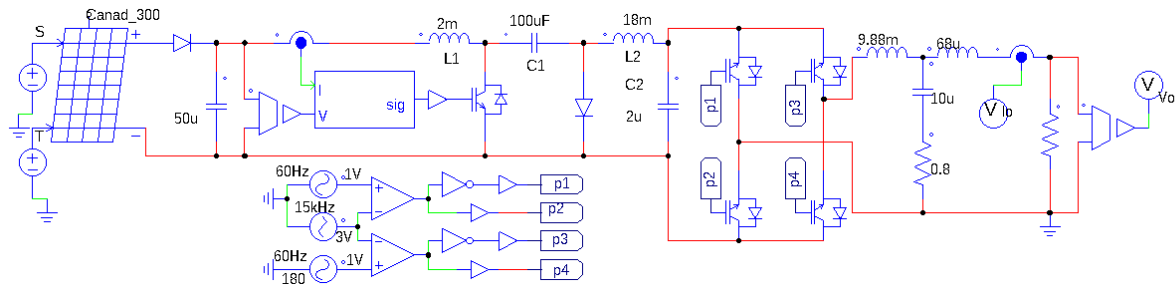 Canad_300
S
+
T
−
50u
I
V
sig
2m
L1
100uF
C1
18m
L2
C2
2u
p1
p3
p2
p4
9.88m
68u
10u
0.8
V
Ip
V
Vo
60Hz
1V
15kHz
3V
60Hz
1V
180
+
−
−
+
p1
p2
p3
p4